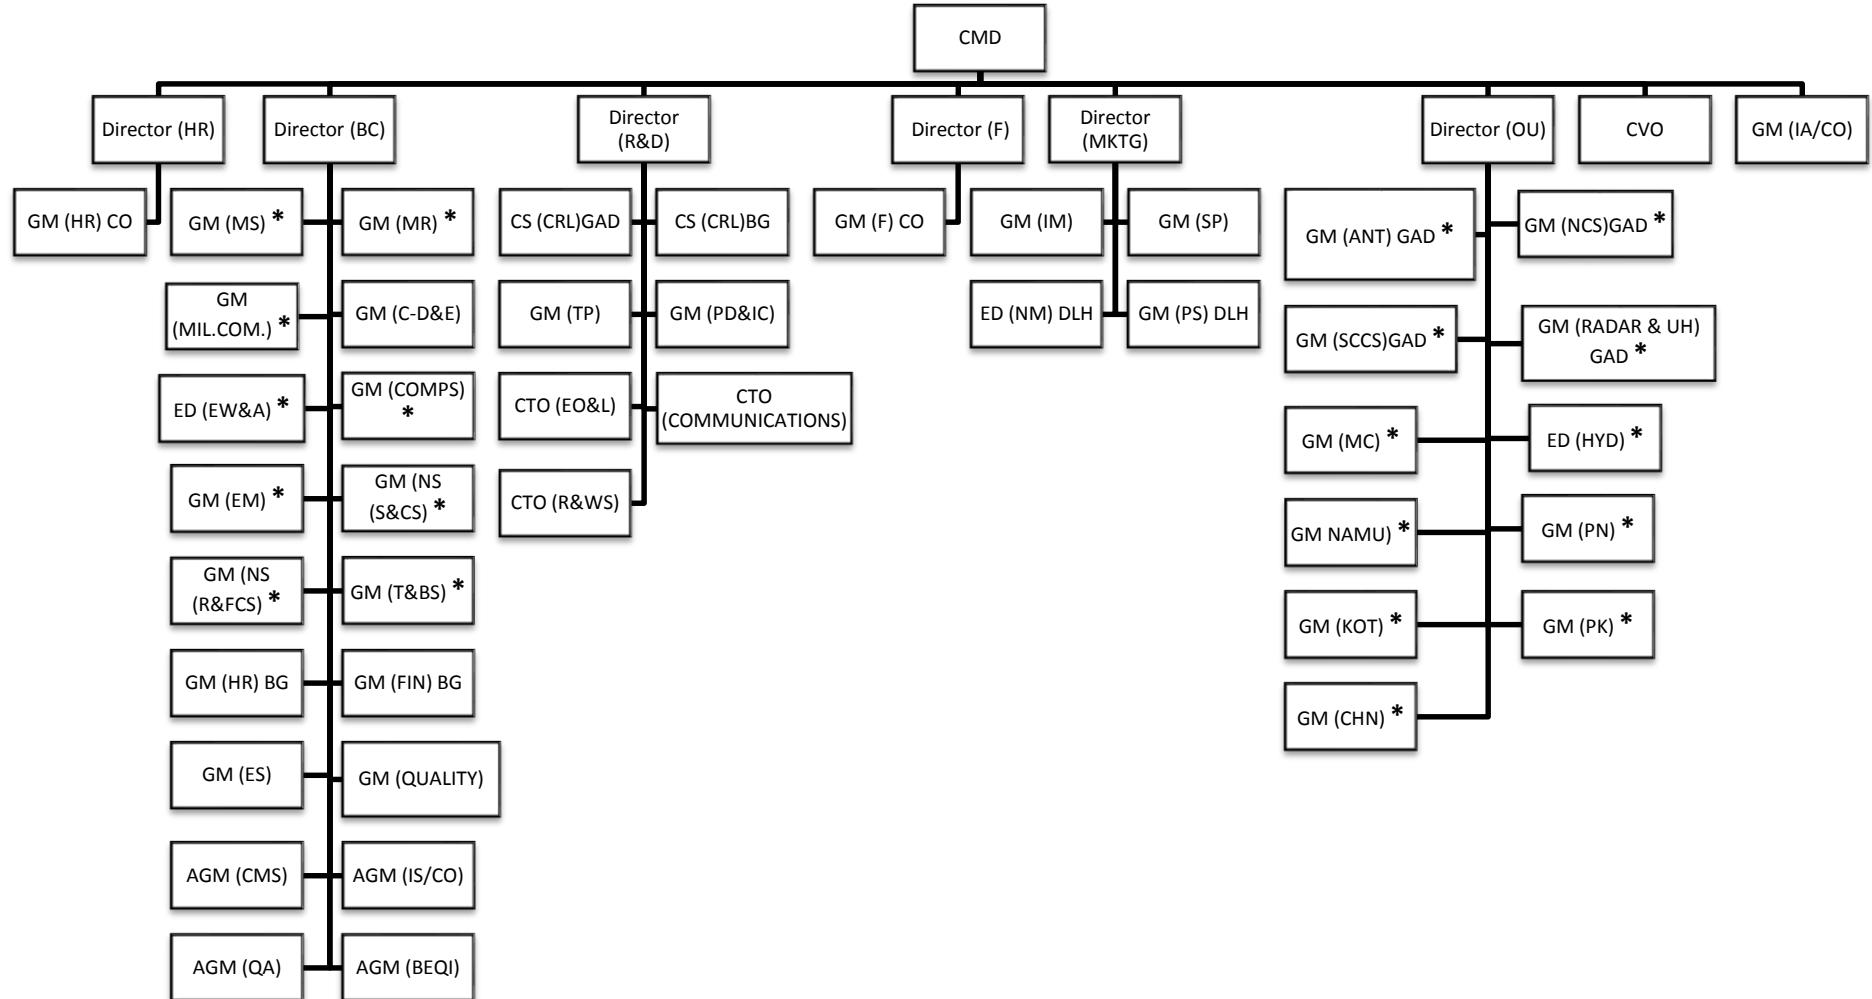 CMD
Director (HR)
Director (BC)
Director
(R&D)
Director (F)
Director
(MKTG)
Director (OU)
CVO
GM (IA/CO)
GM (HR) CO
GM (MS) *
GM (MR) *
GM
(MIL.COM.) *
GM (C-D&E)
ED (EW&A) *
GM (COMPS)
*
GM (EM) *
GM (NS
(S&CS) *
GM (NS
(R&FCS) *
GM (T&BS) *
GM (HR) BG
GM (FIN) BG
GM (ES)
GM (QUALITY)
AGM (CMS)
AGM (IS/CO)
AGM (QA)
AGM (BEQI)
CS (CRL)GAD
CS (CRL)BG
GM (TP)
GM (PD&IC)
CTO (EO&L)
CTO
(COMMUNICATIONS)
CTO (R&WS)
GM (F) CO
GM (IM)
GM (SP)
ED (NM) DLH
GM (PS) DLH
GM (ANT) GAD *
GM (NCS)GAD *
GM (SCCS)GAD *
GM (RADAR & UH)
GAD *
GM (MC) *
ED (HYD) *
GM NAMU) *
GM (PN) *
GM (KOT) *
GM (PK) *
GM (CHN) *